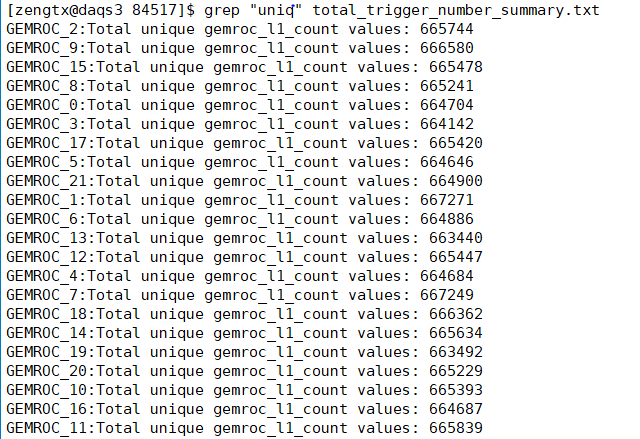 [zengtx@daqs3 84517]$ grep "uniq" total_trigger_number_summary.txt
GEMROC_2:Total unique gemroc_l1_count values: 665744
GEMROC_9:Total unique gemroc_l1_count values: 666580
GEMROC_15:Total unique gemroc_l1_count values: 665478
GEMROC_8:Total unique gemroc_l1_count values: 665241
GEMROC_0:Total unique gemroc_l1_count values: 664704
GEMROC_3:Total unique gemroc_l1_count values: 664142
GEMROC_17:Total unique gemroc_l1_count values: 665420
GEMROC_5:Total unique gemroc_l1_count values: 664646
GEMROC_21:Total unique gemroc_l1_count values: 664900
GEMROC_1:Total unique gemroc_l1_count values: 667271
GEMROC_6:Total unique gemroc_l1_count values: 664886
GEMROC_13:Total unique gemroc_l1_count values: 663440
GEMROC_12:Total unique gemroc_l1_count values: 665447
GEMROC_4:Total unique gemroc_l1_count values: 664684
GEMROC_7:Total unique gemroc_l1_count values: 667249
GEMROC_18:Total unique gemroc_l1_count values: 666362
GEMROC_14:Total unique gemroc_l1_count values: 665634
GEMROC_19:Total unique gemroc_l1_count values: 663492
GEMROC_20:Total unique gemroc_l1_count values: 665229
GEMROC_10:Total unique gemroc_l1_count values: 665393
GEMROC_16:Total unique gemroc_l1_count values: 664687
GEMROC_11:Total unique gemroc_l1_count values: 665839